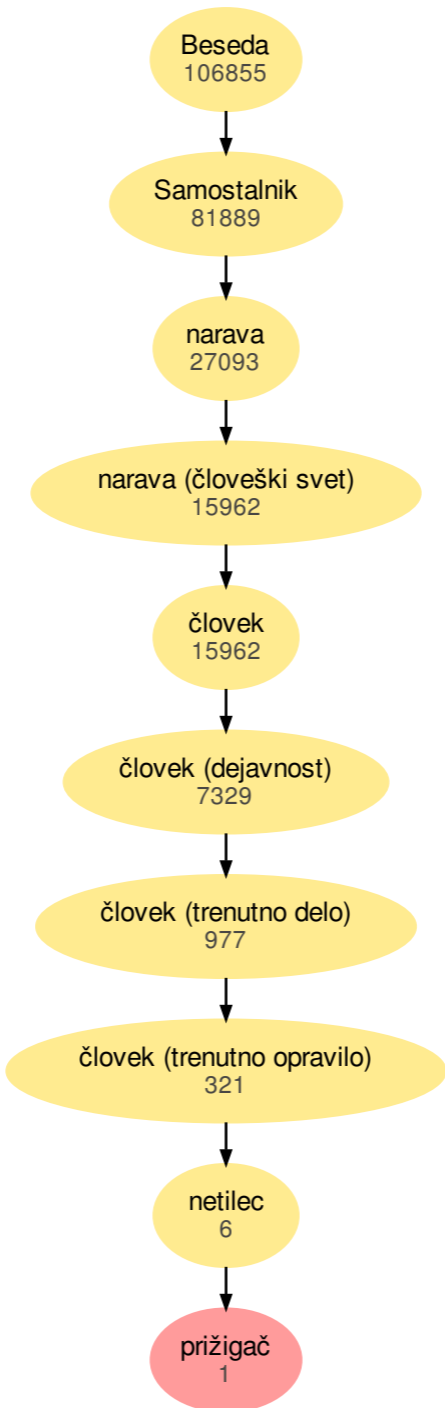 Beseda
106855
Samostalnik
81889
narava
27093
narava (človeški svet)
15962
človek
15962
človek (dejavnost)
7329
človek (trenutno delo)
977
človek (trenutno opravilo)
321
netilec
6
prižigač
1